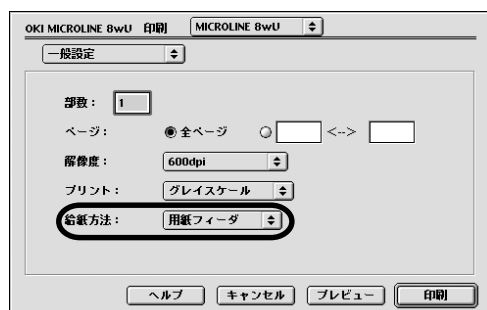 OKI MICROLINE 8wU 印刷 MICROLINE 8wU
一般設定
部数： 1
ページ： 全ページ <-->
解像度： 600dpi
プリント： グレイスケール
給紙方法： 用紙フィーダ
ヘルプ キャンセル プレビュー 印刷